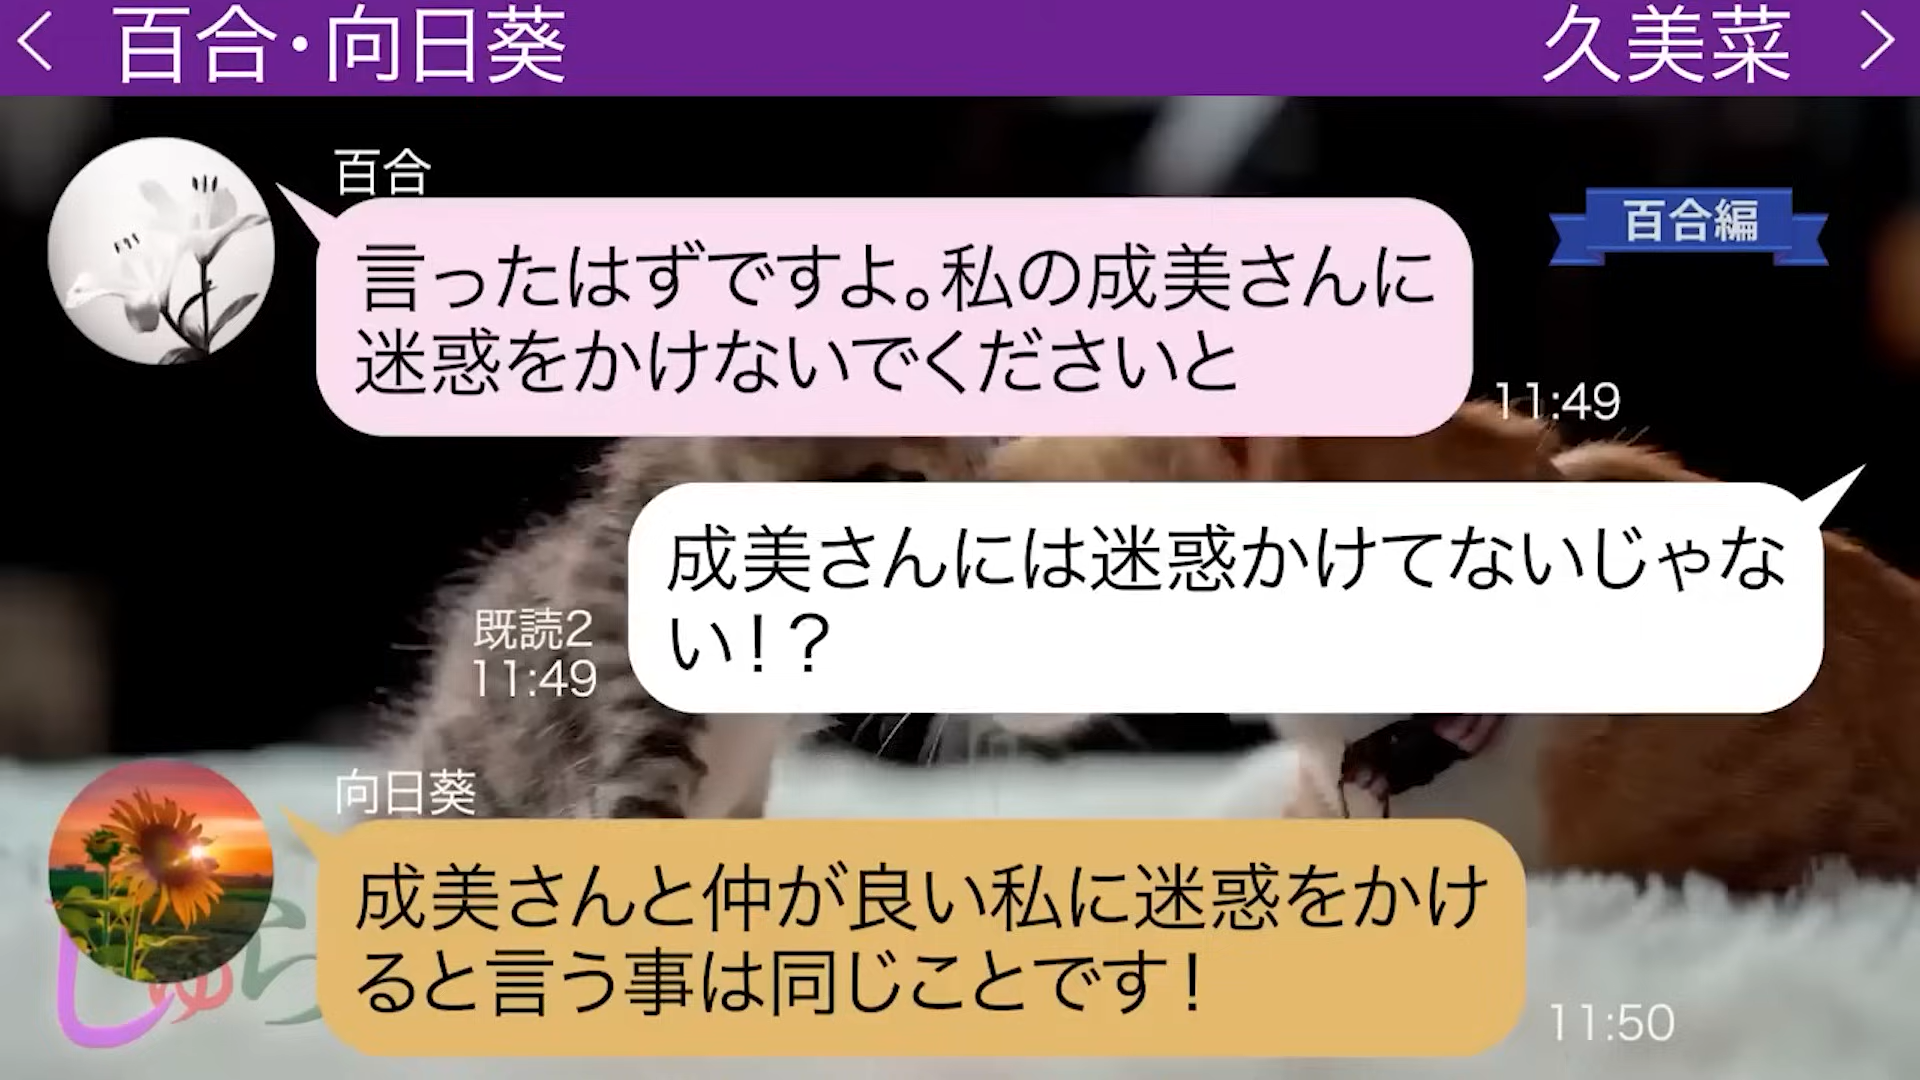 百合・向日葵
久美菜
百合
百合編
言ったはずですよ。私の成美さんに
迷惑をかけないでくださいと
11:49
成美さんには迷惑かけてないじゃな
い！？
既読2
11:49
向日葵
成美さんと仲が良い私に迷惑をかけ
ると言う事は同じことです！
11:50
しゅら